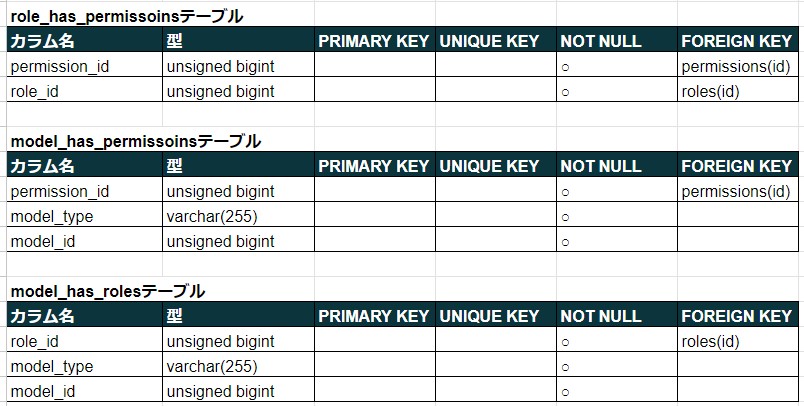 role_has_permissoinsテーブル
カラム名 型 PRIMARY KEY UNIQUE KEY NOT NULL FOREIGN KEY
permission_id unsigned bigint ○ permissions(id)
role_id unsigned bigint ○ roles(id)
model_has_permissoinsテーブル
カラム名 型 PRIMARY KEY UNIQUE KEY NOT NULL FOREIGN KEY
permission_id unsigned bigint ○ permissions(id)
model_type varchar(255) ○
model_id unsigned bigint ○
model_has_rolesテーブル
カラム名 型 PRIMARY KEY UNIQUE KEY NOT NULL FOREIGN KEY
role_id unsigned bigint ○ roles(id)
model_type varchar(255) ○
model_id unsigned bigint ○